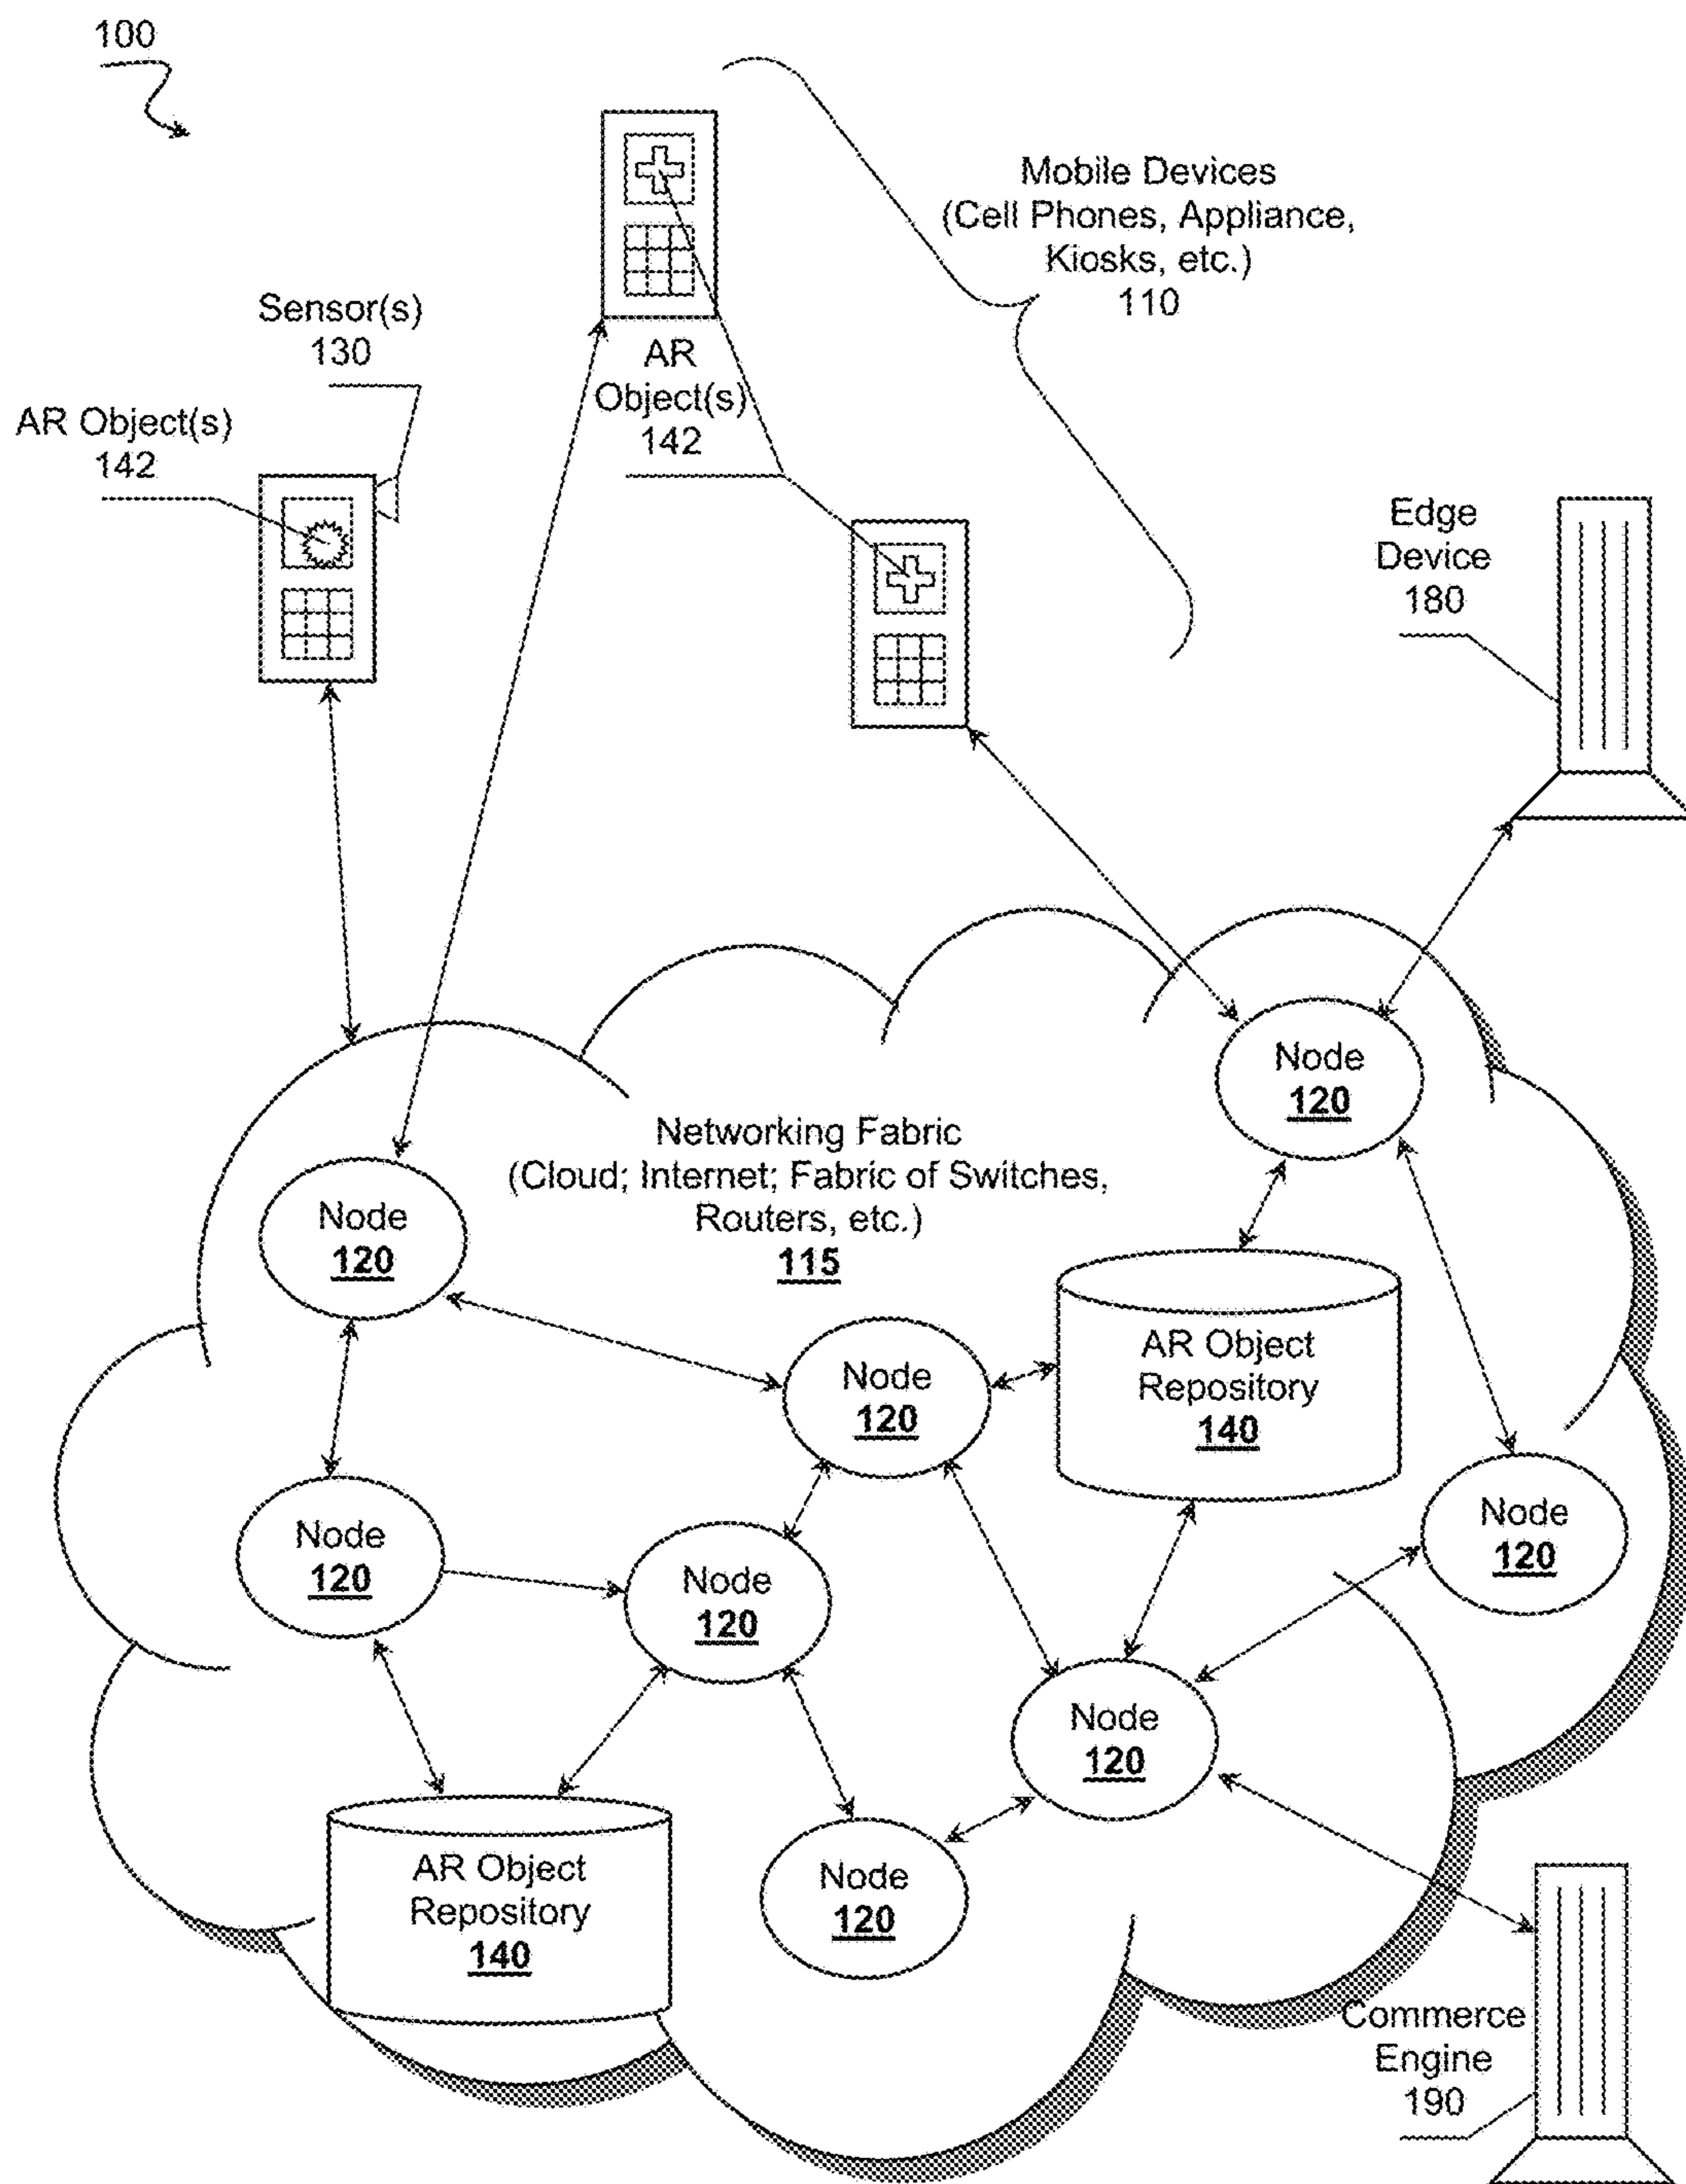 100
Mobile Devices
(Cell Phones, Appliance,
Kiosks, etc.)
110
Sensor(s)
130
AR
Object(s)
142
AR Object(s)
142
Edge
Device
180
Node
120
Networking Fabric
(Cloud; Internet; Fabric of Switches,
Routers, etc.)
115
Node
120
Node
120
AR Object
Repository
140
Node
120
Node
120
Node
120
Node
120
AR Object
Repository
140
Node
120
Commerce
Engine
190